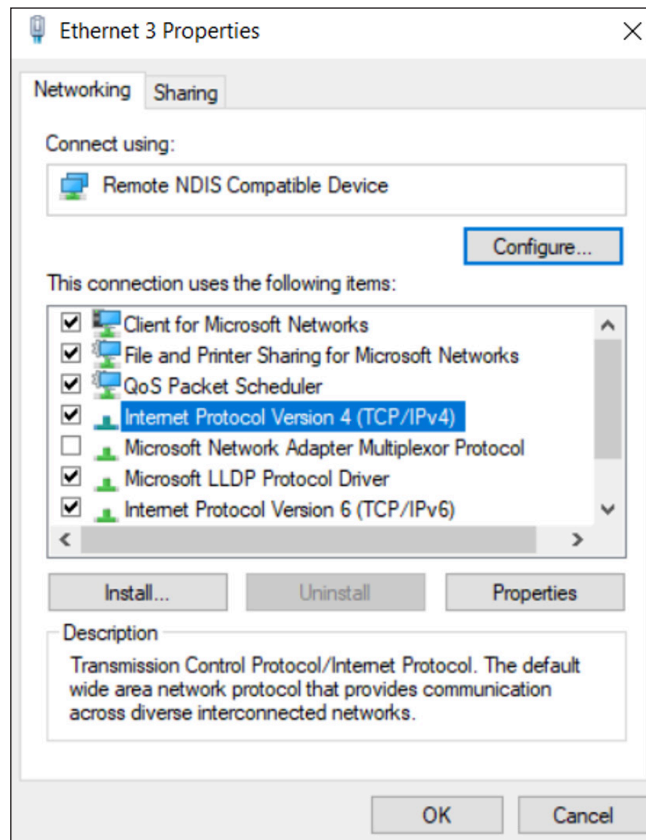 Ethernet 3 Properties
Networking
Sharing
Connect using:
Remote NDIS Compatible Device
Configure...
This connection uses the following items:
Client for Microsoft Networks
File and Printer Sharing for Microsoft Networks
QoS Packet Scheduler
Internet Protocol Version 4 (TCP/IPv4)
Microsoft Network Adapter Multiplexor Protocol
Microsoft LLDP Protocol Driver
Internet Protocol Version 6 (TCP/IPv6)
Install...
Uninstall
Properties
Description
Transmission Control Protocol/Internet Protocol. The default
wide area network protocol that provides communication
across diverse interconnected networks.
OK
Cancel